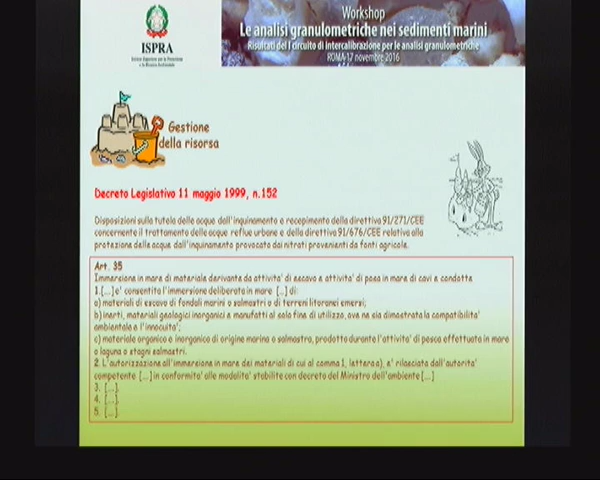 ISPRA
Istituto Superiore per la Protezione
e la Ricerca Ambientale
Workshop
Le analisi granulometriche nei sedimenti marini
Risultati del I circuito di intercalibrazione per le analisi granulometriche
ROMA 17 novembre 2016
Gestione
della risorsa
Decreto Legislativo 11 maggio 1999, n.152
Disposizioni sulla tutela delle acque dall'inquinamento e recepimento della direttiva 91/271/CEE
concernente il trattamento delle acque reflue urbane e della direttiva 91/676/CEE relativa alla
protezione delle acque dall'inquinamento provocato dai nitrati provenienti da fonti agricole.
Art. 35
Immersione in mare di materiale derivante da attivita' di escavo e attivita' di posa in mare di cavi e condotte
1.[...] e' consentita l'immersione deliberata in mare [..] di:
a) materiali di escavo di fondali marini o salmastri o di terreni litoranei emersi;
b) inerti, materiali geologici inorganici e manufatti al solo fine di utilizzo, ove ne sia dimostrata la compatibilita'
ambientale e l'innocuita';
c) materiale organico e inorganico di origine marina o salmastra, prodotto durante l'attivita' di pesca effettuata in mare
o laguna o stagni salmastri.
2. L'autorizzazione all'immersione in mare dei materiali di cui al comma 1, lettera a), e' rilasciata dall'autorita'
competente [...] in conformita' alle modalita' stabilite con decreto del Ministro dell'ambiente [...]
3. [...].
4. [...].
5. [...].